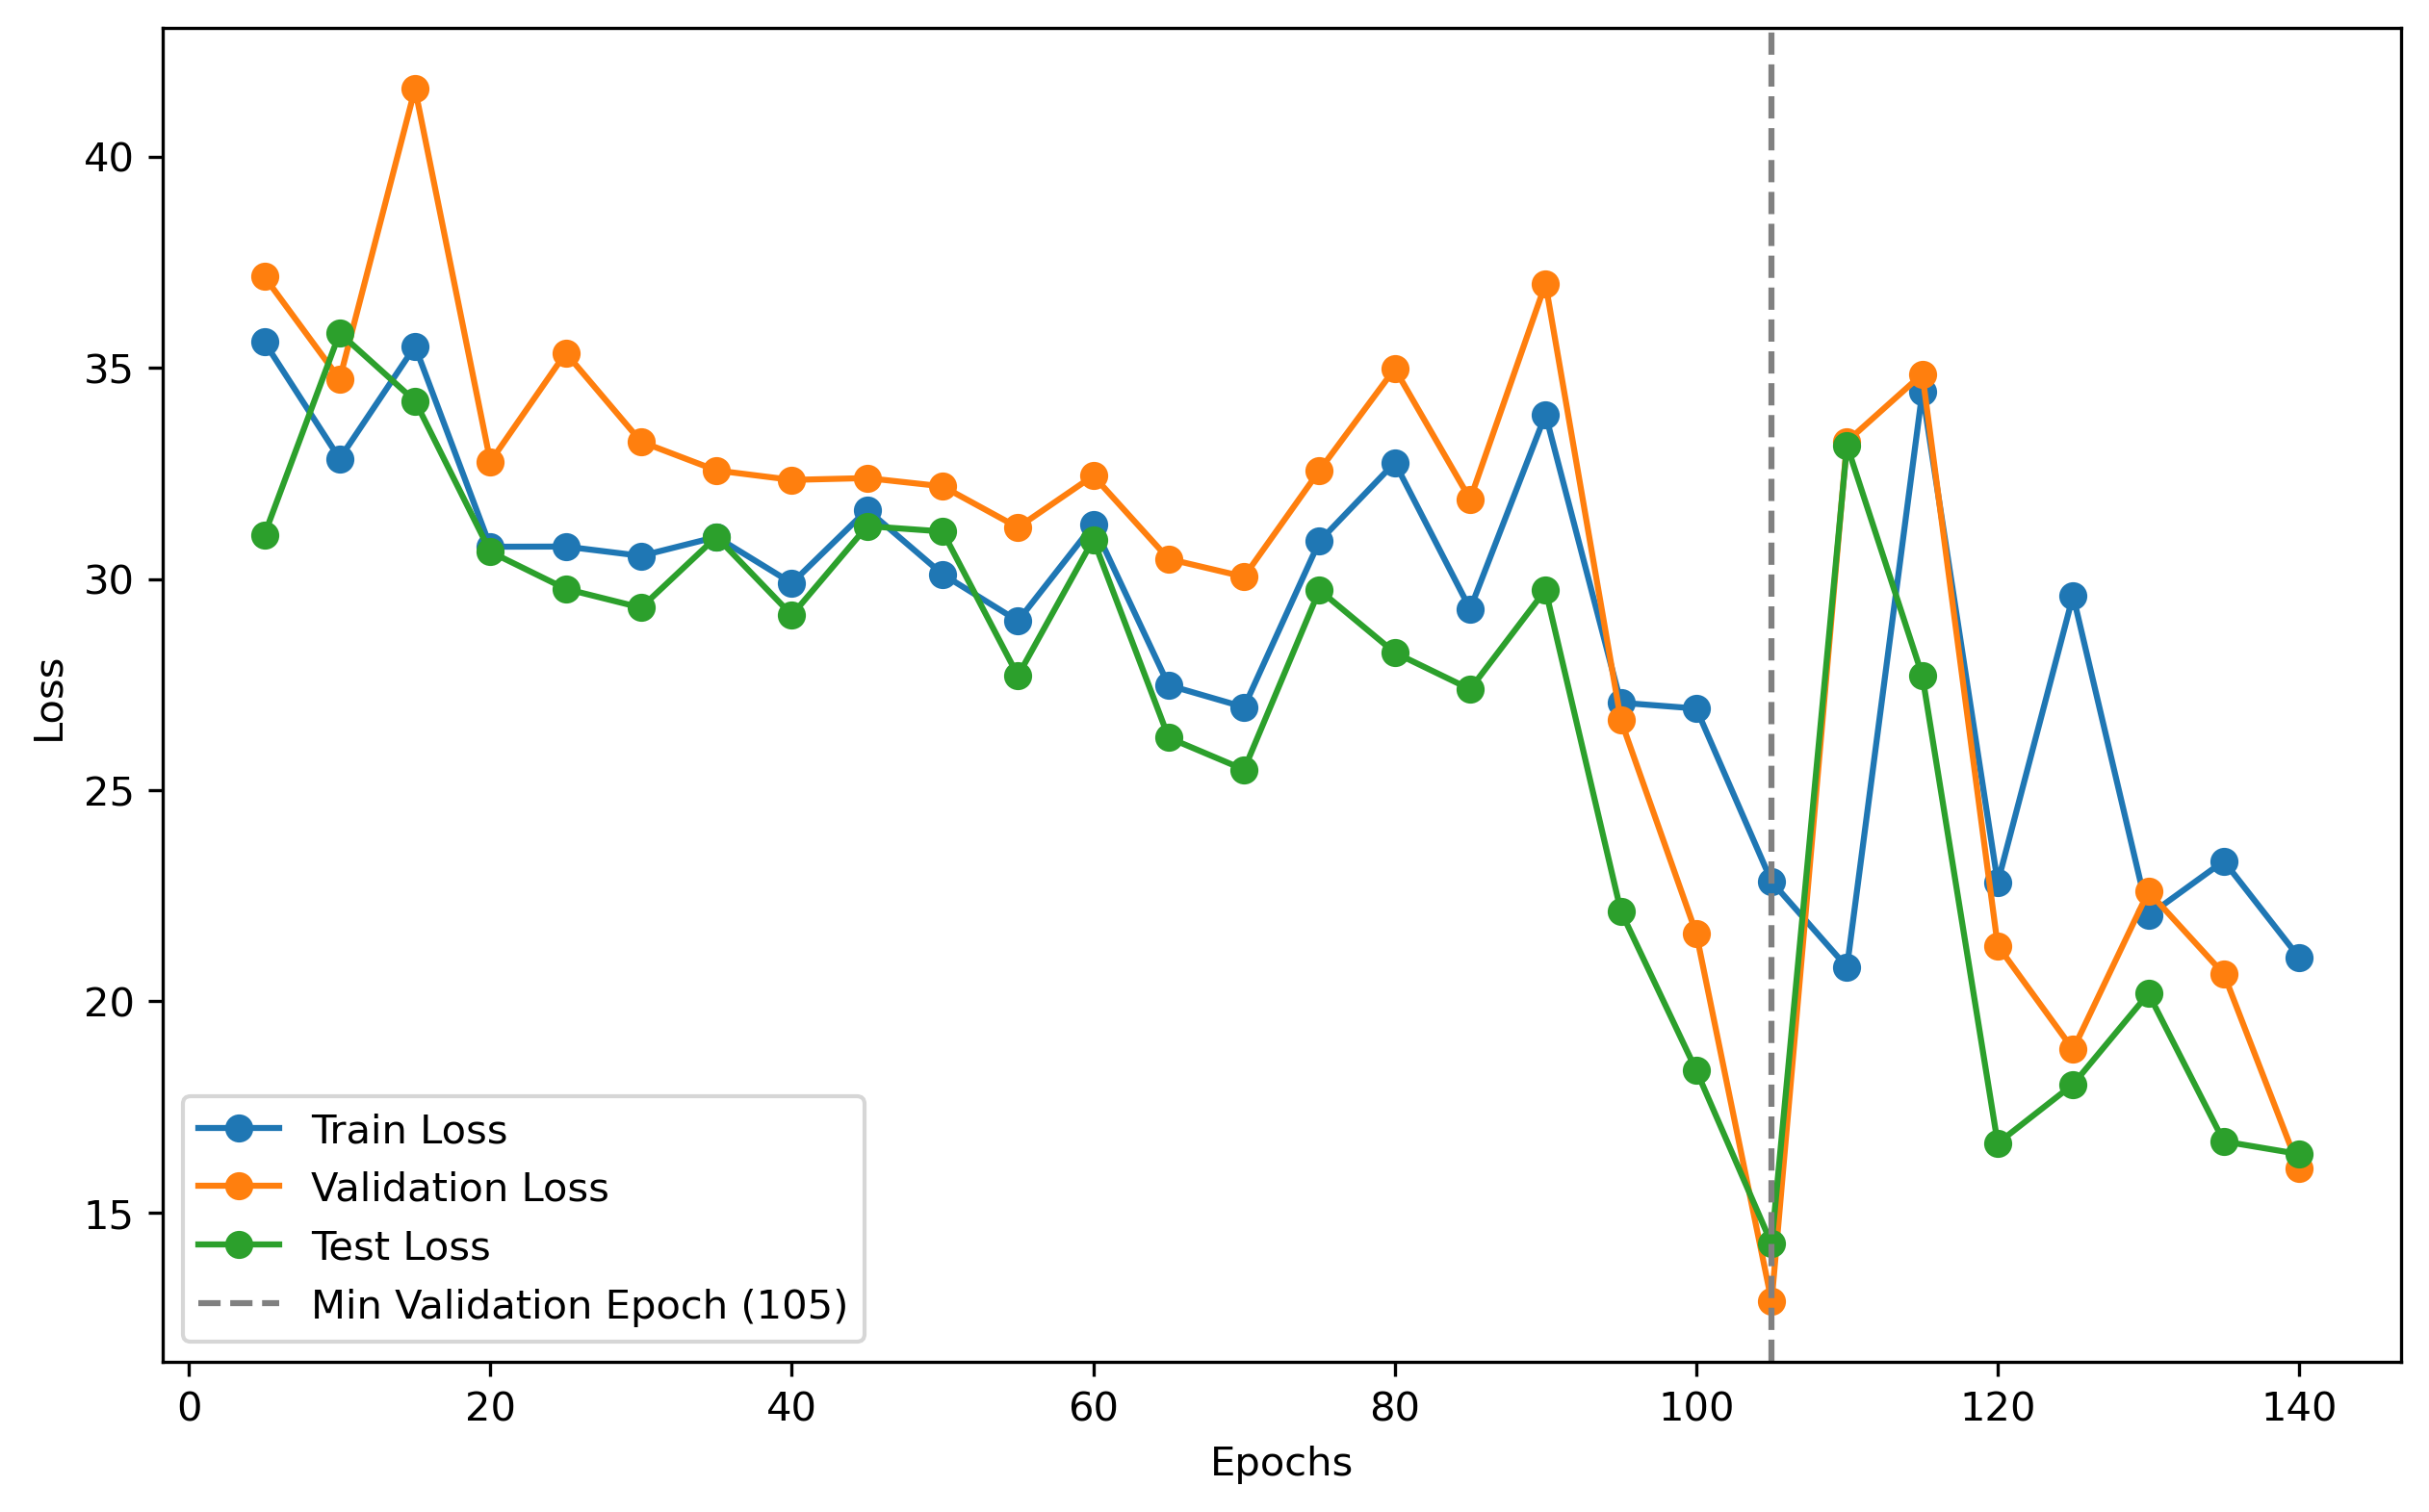 40
35
30
25
20
15
Loss
Train Loss
Validation Loss
Test Loss
Min Validation Epoch (105)
0 20 40 60 80 100 120 140
Epochs